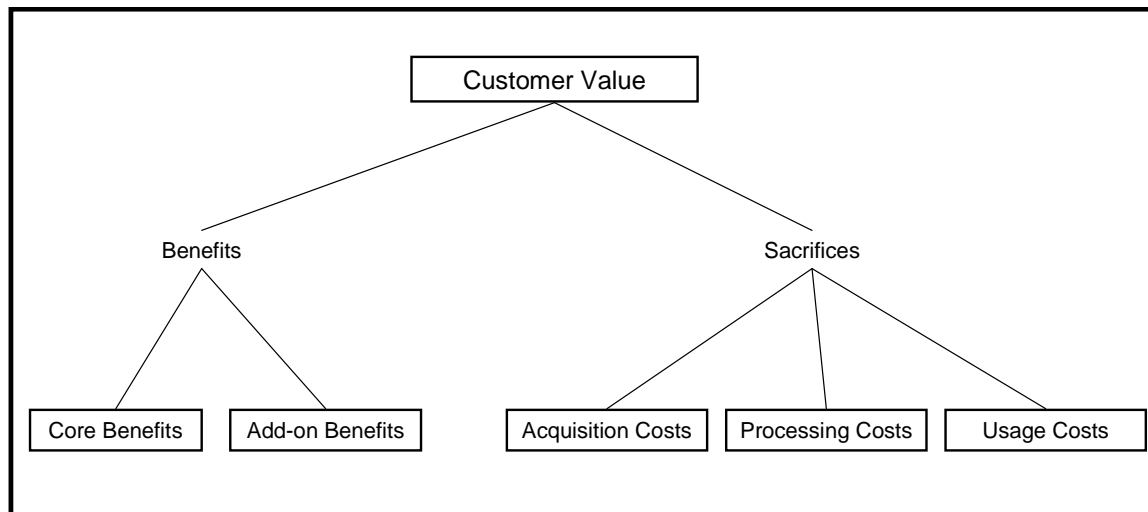 Customer Value
Benefits
Sacrifices
Core Benefits
Add-on Benefits
Acquisition Costs
Processing Costs
Usage Costs